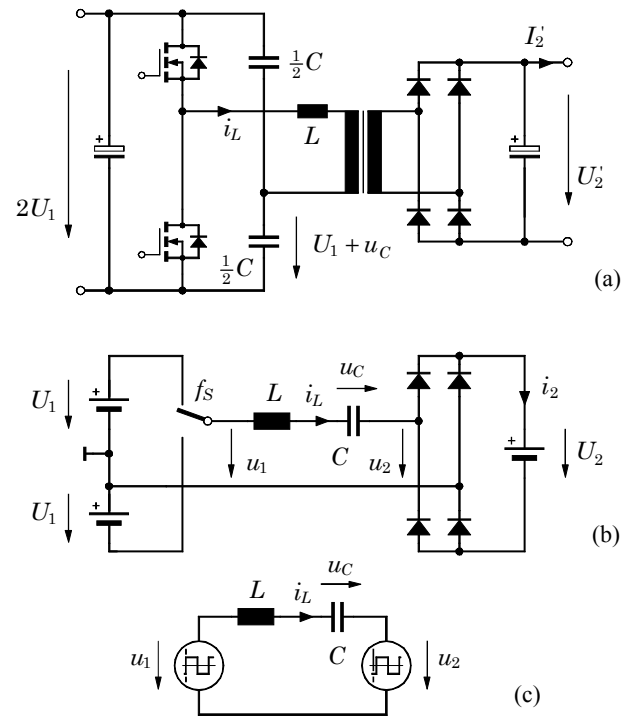 I₂'
½C
+
i_L
L
+
2U₁
U₂'
½C
U₁ + u_C
(a)
u_C
U₁
+
f_S
L
i_L
i₂
+
C
u₁
u₂
U₂
U₁
+
(b)
u_C
L
i_L
u₁
C
u₂
(c)